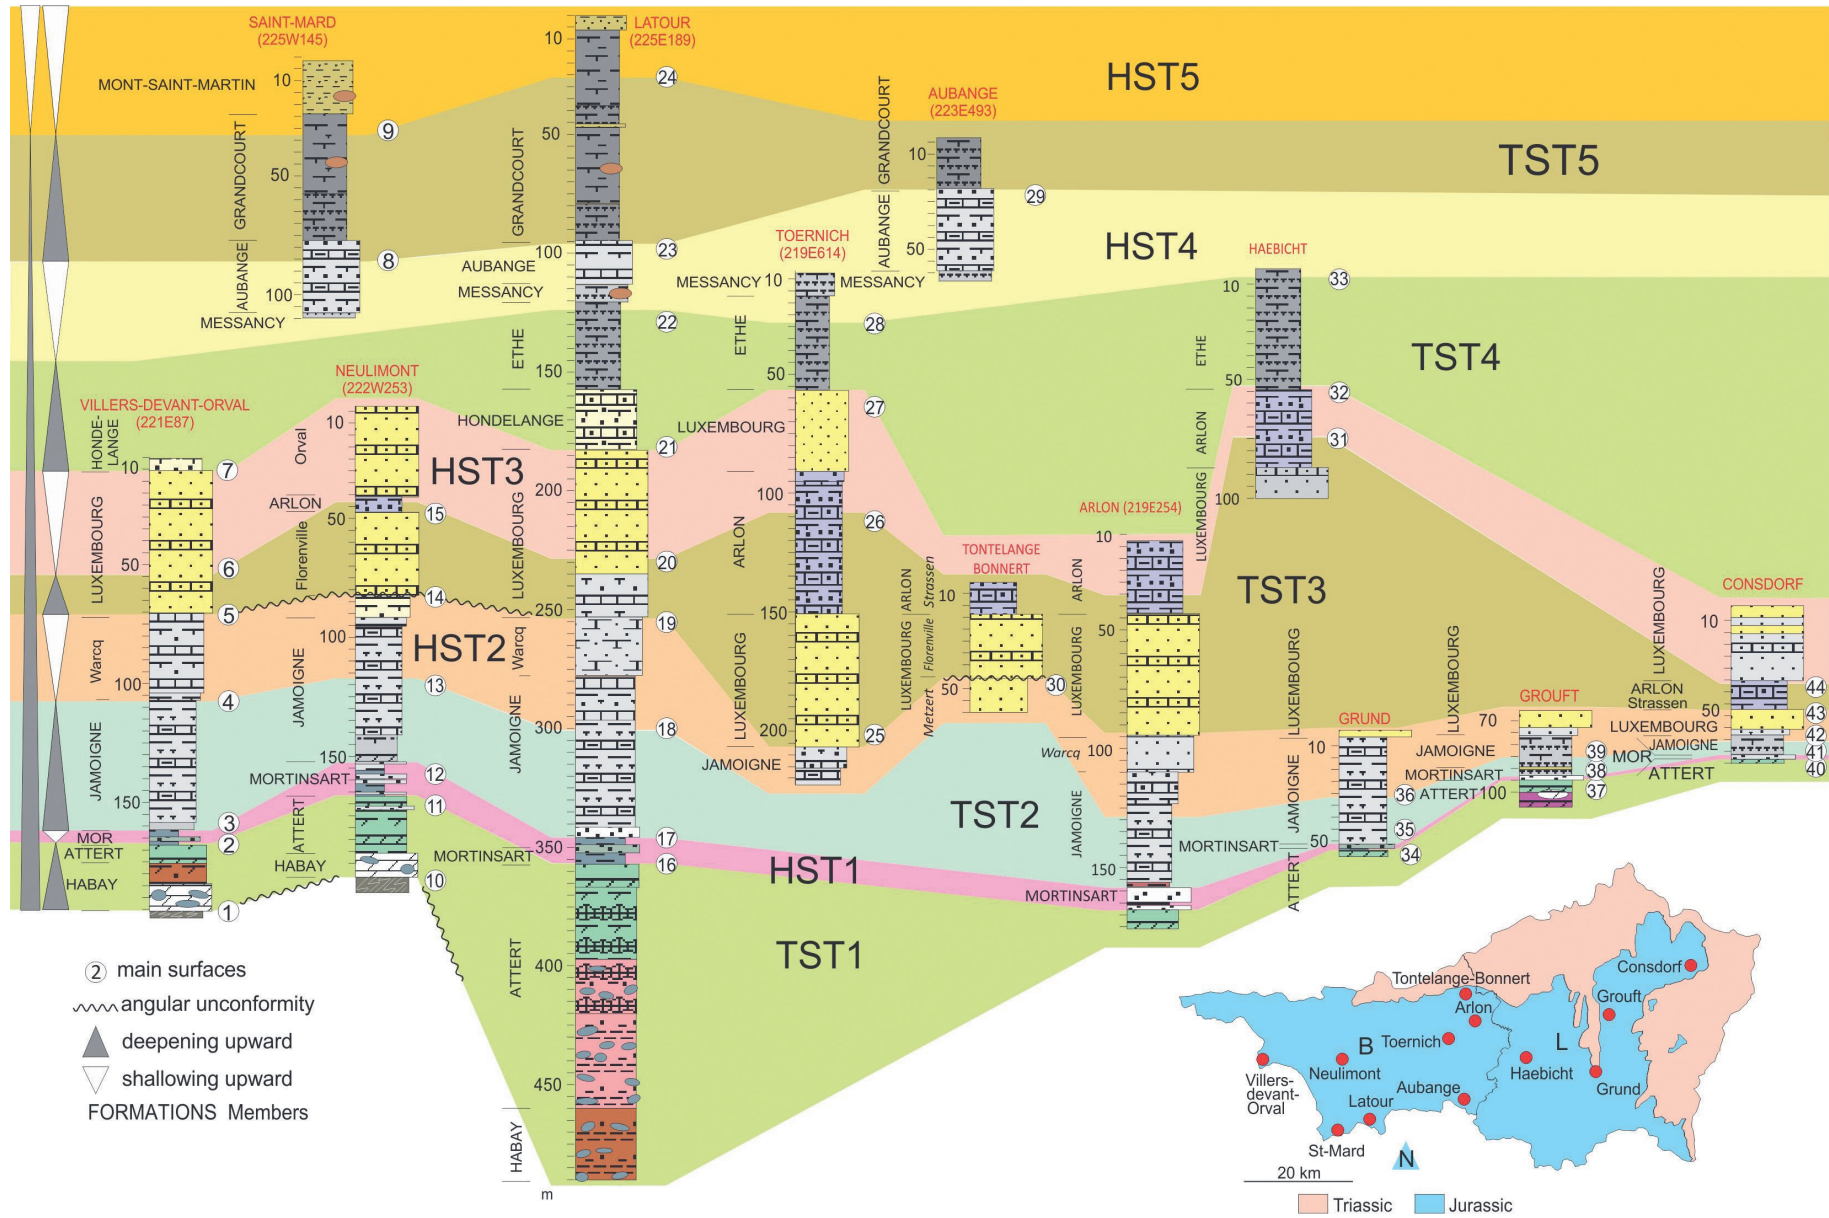 SAINT-MARD
(225W145)
MONT-SAINT-MARTIN
10
50
100
GRANDCOURT
AUBANGE
MESSANCY
9
8
LATOUR
(225E189)
10
50
100
150
200
250
300
350
400
450
m
GRANDCOURT
AUBANGE
MESSANCY
ETHE
HONDELANGE
LUXEMBOURG
Warcq
JAMOIGNE
MORTINSART
ATTERT
HABAY
24
23
22
21
20
19
18
17
16
VILLERS-DEVANT-ORVAL
(221E87)
HONDE-
LANGE
LUXEMBOURG
Warcq
JAMOIGNE
MOR
ATTERT
HABAY
10
50
100
150
7
6
5
4
3
2
1
NEULIMONT
(222W253)
Orval
ARLON
Florenville
JAMOIGNE
MORTINSART
ATTERT
HABAY
10
50
100
150
15
14
13
12
11
10
TOERNICH
(219E614)
MESSANCY
ETHE
LUXEMBOURG
ARLON
LUXEMBOURG
JAMOIGNE
10
50
100
150
200
28
27
26
25
AUBANGE
(223E493)
GRANDCOURT
AUBANGE
MESSANCY
10
50
29
TONTELANGE
BONNERT
ARLON
Strassen
LUXEMBOURG
Florenville
Metzert
10
50
30
ARLON (219E254)
ARLON
LUXEMBOURG
Warcq
JAMOIGNE
MORTINSART
10
50
100
150
HAEBICHT
ETHE
ARLON
LUXEMBOURG
10
50
100
33
32
31
GRUND
LUXEMBOURG
JAMOIGNE
MORTINSART
ATTERT
10
50
36
35
34
GROUFT
LUXEMBOURG
JAMOIGNE
MORTINSART
ATTERT
70
100
39
38
37
CONSDORF
LUXEMBOURG
ARLON
Strassen
LUXEMBOURG
JAMOIGNE
MOR
ATTERT
10
50
44
43
42
41
40
HST5
TST5
HST4
TST4
HST3
TST3
HST2
TST2
HST1
TST1
2 main surfaces
angular unconformity
deepening upward
shallowing upward
FORMATIONS Members
Tontelange-Bonnert
Consdorf
Grouft
Arlon
Toernich
B
L
Neulimont
Haebicht
Villers-
devant-
Orval
Aubange
Grund
Latour
St-Mard
N
20 km
Triassic
Jurassic